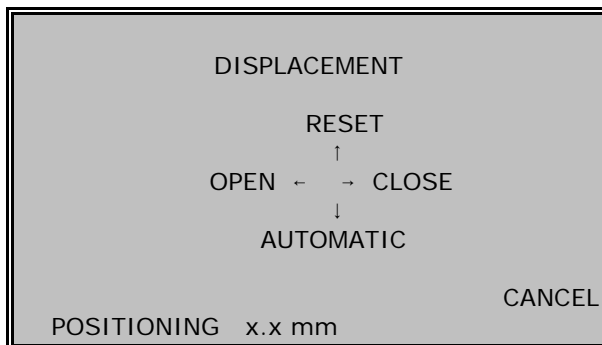 DISPLACEMENT
RESET
↑
OPEN ← → CLOSE
↓
AUTOMATIC
CANCEL
POSITIONING x.x mm